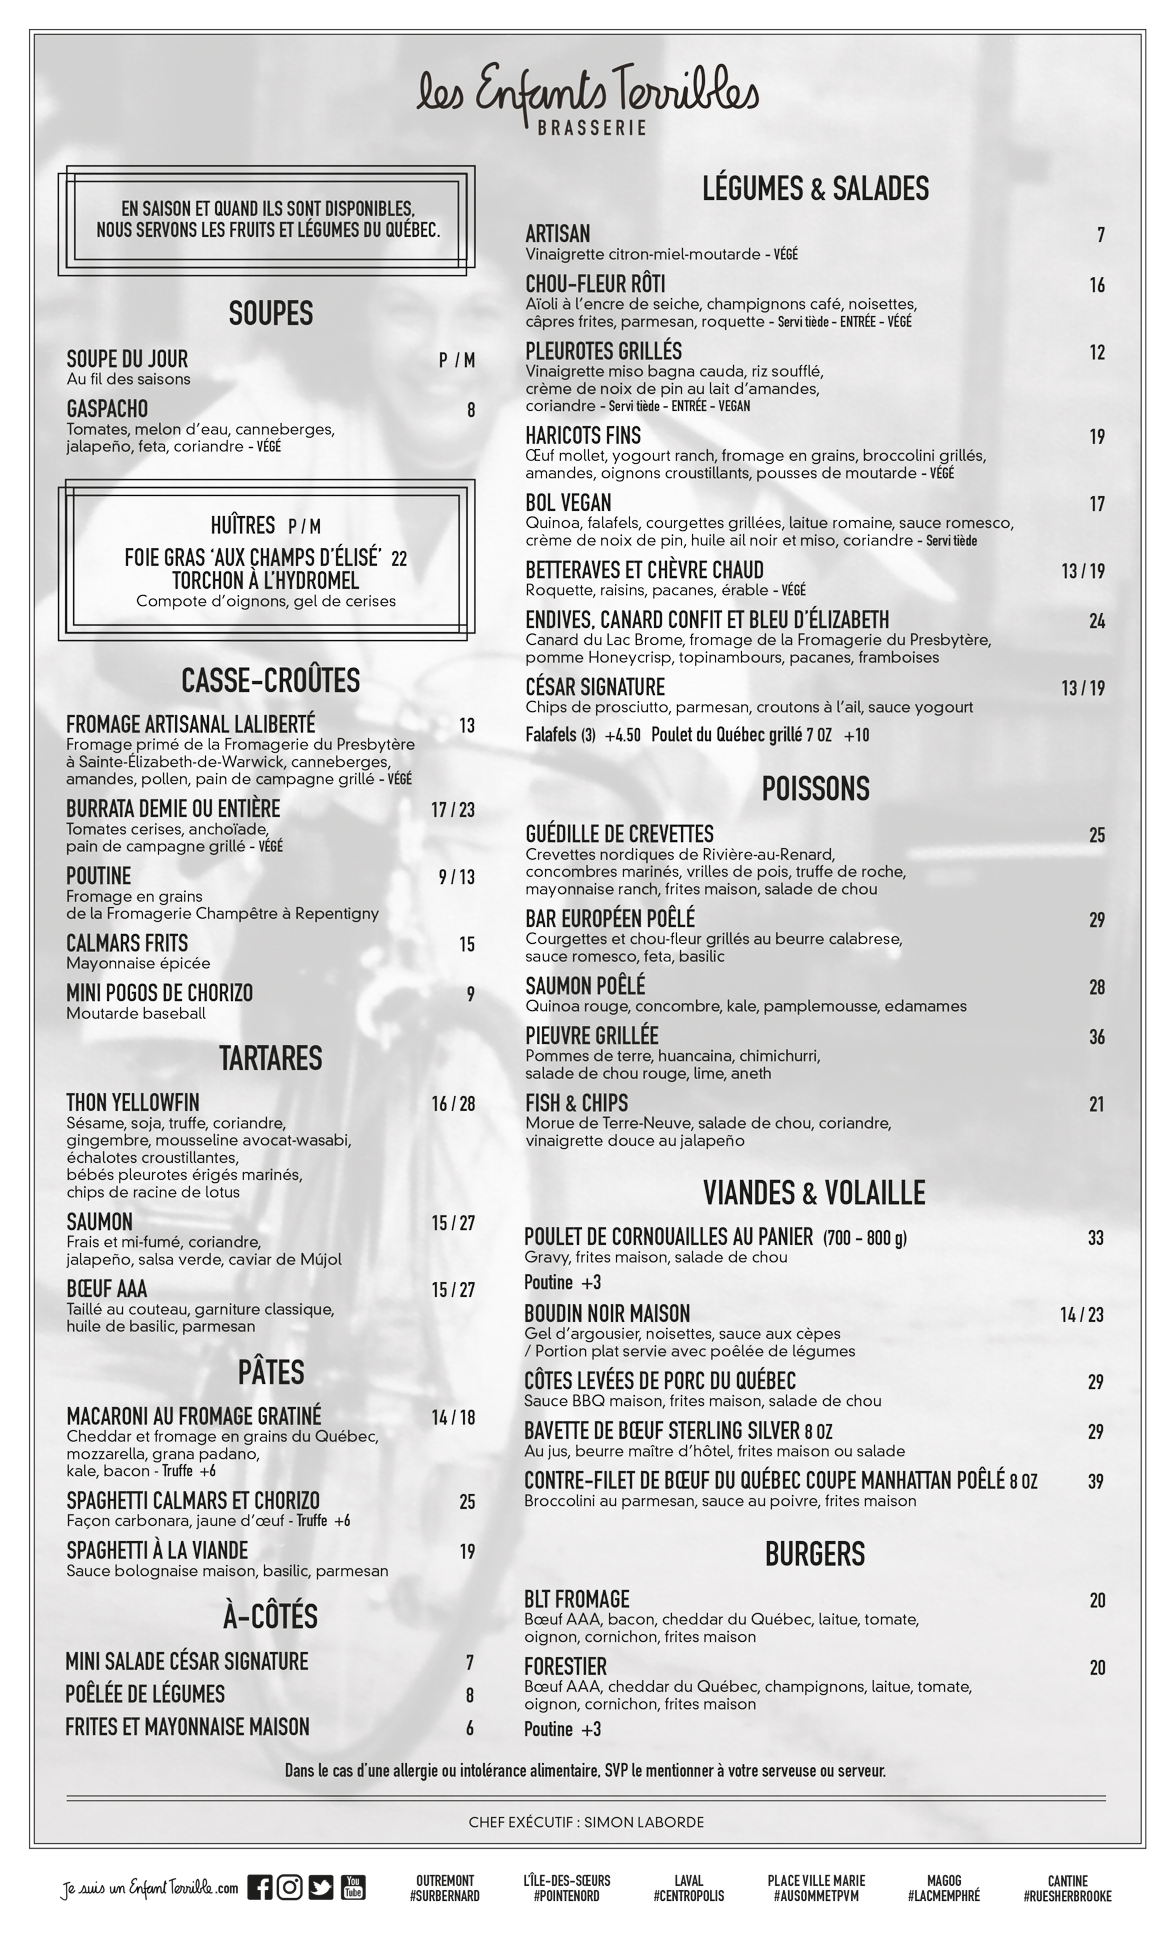 les Enfants Terribles
BRASSERIE
EN SAISON ET QUAND ILS SONT DISPONIBLES,
NOUS SERVONS LES FRUITS ET LÉGUMES DU QUÉBEC.
SOUPES
SOUPE DU JOUR P / M
Au fil des saisons
GASPACHO 8
Tomates, melon d'eau, canneberges,
jalapeño, feta, coriandre - VÉGÉ
HUÎTRES P / M
FOIE GRAS 'AUX CHAMPS D'ÉLISÉ' 22
TORCHON À L'HYDROMEL
Compote d'oignons, gel de cerises
CASSE-CROÛTES
FROMAGE ARTISANAL LALIBERTÉ 13
Fromage primé de la Fromagerie du Presbytère
à Sainte-Élizabeth-de-Warwick, canneberges,
amandes, pollen, pain de campagne grillé - VÉGÉ
BURRATA DEMIE OU ENTIÈRE 17 / 23
Tomates cerises, anchoïade,
pain de campagne grillé - VÉGÉ
POUTINE 9 / 13
Fromage en grains
de la Fromagerie Champêtre à Repentigny
CALMARS FRITS 15
Mayonnaise épicée
MINI POGOS DE CHORIZO 9
Moutarde baseball
TARTARES
THON YELLOWFIN 16 / 28
Sésame, soja, truffe, coriandre,
gingembre, mousseline avocat-wasabi,
échalotes croustillantes,
bébés pleurotes érigés marinés,
chips de racine de lotus
SAUMON 15 / 27
Frais et mi-fumé, coriandre,
jalapeño, salsa verde, caviar de Mújol
BŒUF AAA 15 / 27
Taillé au couteau, garniture classique,
huile de basilic, parmesan
PÂTES
MACARONI AU FROMAGE GRATINÉ 14 / 18
Cheddar et fromage en grains du Québec,
mozzarella, grana padano,
kale, bacon - Truffe +6
SPAGHETTI CALMARS ET CHORIZO 25
Façon carbonara, jaune d'œuf - Truffe +6
SPAGHETTI À LA VIANDE 19
Sauce bolognaise maison, basilic, parmesan
À-CÔTÉS
MINI SALADE CÉSAR SIGNATURE 7
POÊLÉE DE LÉGUMES 8
FRITES ET MAYONNAISE MAISON 6
LÉGUMES & SALADES
ARTISAN 7
Vinaigrette citron-miel-moutarde - VÉGÉ
CHOU-FLEUR RÔTI 16
Aïoli à l'encre de seiche, champignons café, noisettes,
câpres frites, parmesan, roquette - Servi tiède - ENTRÉE - VÉGÉ
PLEUROTES GRILLÉS 12
Vinaigrette miso bagna cauda, riz soufflé,
crème de noix de pin au lait d'amandes,
coriandre - Servi tiède - ENTRÉE - VEGAN
HARICOTS FINS 19
Œuf mollet, yogourt ranch, fromage en grains, broccolini grillés,
amandes, oignons croustillants, pousses de moutarde - VÉGÉ
BOL VEGAN 17
Quinoa, falafels, courgettes grillées, laitue romaine, sauce romesco,
crème de noix de pin, huile ail noir et miso, coriandre - Servi tiède
BETTERAVES ET CHÈVRE CHAUD 13 / 19
Roquette, raisins, pacanes, érable - VÉGÉ
ENDIVES, CANARD CONFIT ET BLEU D'ÉLIZABETH 24
Canard du Lac Brome, fromage de la Fromagerie du Presbytère,
pomme Honeycrisp, topinambours, pacanes, framboises
CÉSAR SIGNATURE 13 / 19
Chips de prosciutto, parmesan, croutons à l'ail, sauce yogourt
Falafels (3) +4.50 Poulet du Québec grillé 7 OZ +10
POISSONS
GUÉDILLE DE CREVETTES 25
Crevettes nordiques de Rivière-au-Renard,
concombres marinés, vrilles de pois, truffe de roche,
mayonnaise ranch, frites maison, salade de chou
BAR EUROPÉEN POÊLÉ 29
Courgettes et chou-fleur grillés au beurre calabrese,
sauce romesco, feta, basilic
SAUMON POÊLÉ 28
Quinoa rouge, concombre, kale, pamplemousse, edamames
PIEUVRE GRILLÉE 36
Pommes de terre, huancaina, chimichurri,
salade de chou rouge, lime, aneth
FISH & CHIPS 21
Morue de Terre-Neuve, salade de chou, coriandre,
vinaigrette douce au jalapeño
VIANDES & VOLAILLE
POULET DE CORNOUAILLES AU PANIER (700 - 800 g) 33
Gravy, frites maison, salade de chou
Poutine +3
BOUDIN NOIR MAISON 14 / 23
Gel d'argousier, noisettes, sauce aux cèpes
/ Portion plat servie avec poêlée de légumes
CÔTES LEVÉES DE PORC DU QUÉBEC 29
Sauce BBQ maison, frites maison, salade de chou
BAVETTE DE BŒUF STERLING SILVER 8 OZ 29
Au jus, beurre maître d'hôtel, frites maison ou salade
CONTRE-FILET DE BŒUF DU QUÉBEC COUPE MANHATTAN POÊLÉ 8 OZ 39
Broccolini au parmesan, sauce au poivre, frites maison
BURGERS
BLT FROMAGE 20
Bœuf AAA, bacon, cheddar du Québec, laitue, tomate,
oignon, cornichon, frites maison
FORESTIER 20
Bœuf AAA, cheddar du Québec, champignons, laitue, tomate,
oignon, cornichon, frites maison
Poutine +3
Dans le cas d'une allergie ou intolérance alimentaire, SVP le mentionner à votre serveuse ou serveur.
CHEF EXÉCUTIF : SIMON LABORDE
Je suis un Enfant Terrible .com
You
Tube
OUTREMONT
#SURBERNARD
L'ÎLE-DES-SŒURS
#POINTENORD
LAVAL
#CENTROPOLIS
PLACE VILLE MARIE
#AUSOMMETPVM
MAGOG
#LACMEMPHRÉ
CANTINE
#RUESHERBROOKE